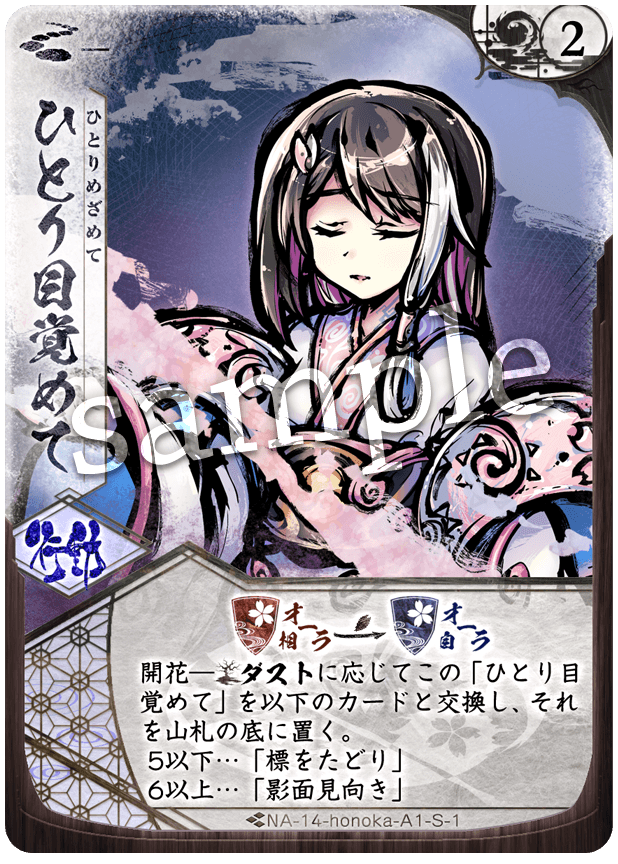 2
ひとりめざめて
ひとり目覚めて
sample
行動
相オーラ → 自オーラ
開花―ダストに応じてこの「ひとり目
覚めて」を以下のカードと交換し、それ
を山札の底に置く。
5以下…「標をたどり」
6以上…「影面見向き」
NA-14-honoka-A1-S-1